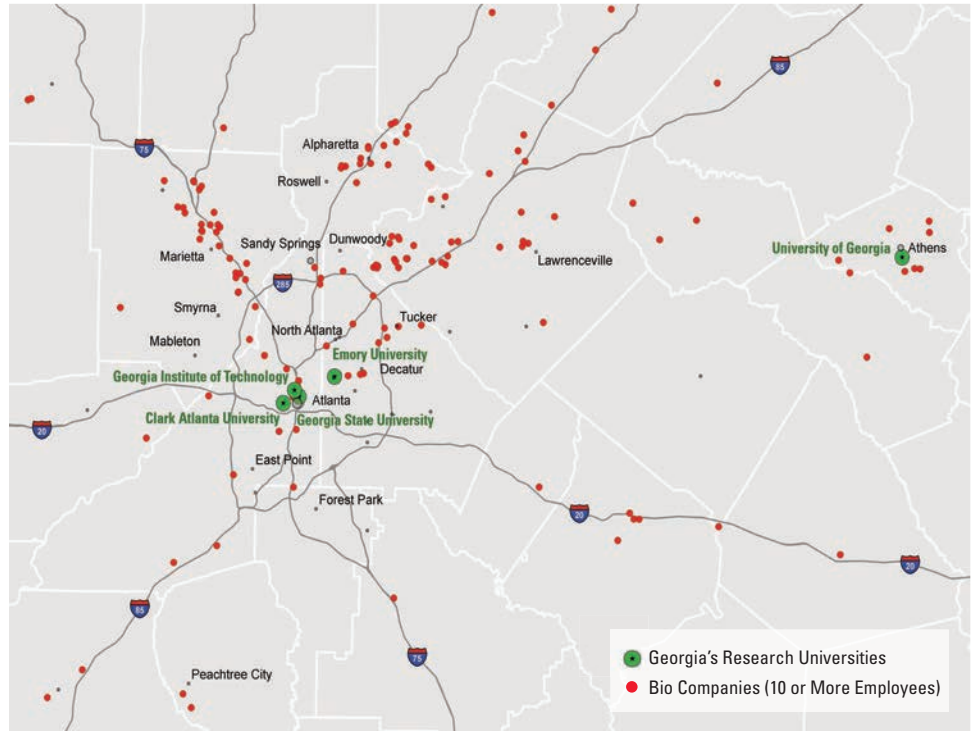 85
75
Alpharetta
Roswell
Sandy Springs
Dunwoody
University of Georgia
Athens
Marietta
Lawrenceville
285
Smyrna
North Atlanta
Tucker
Mableton
Emory University
Decatur
Georgia Institute of Technology
Atlanta
Clark Atlanta University
Georgia State University
20
East Point
Forest Park
20
20
85
75
Peachtree City
Georgia's Research Universities
Bio Companies (10 or More Employees)